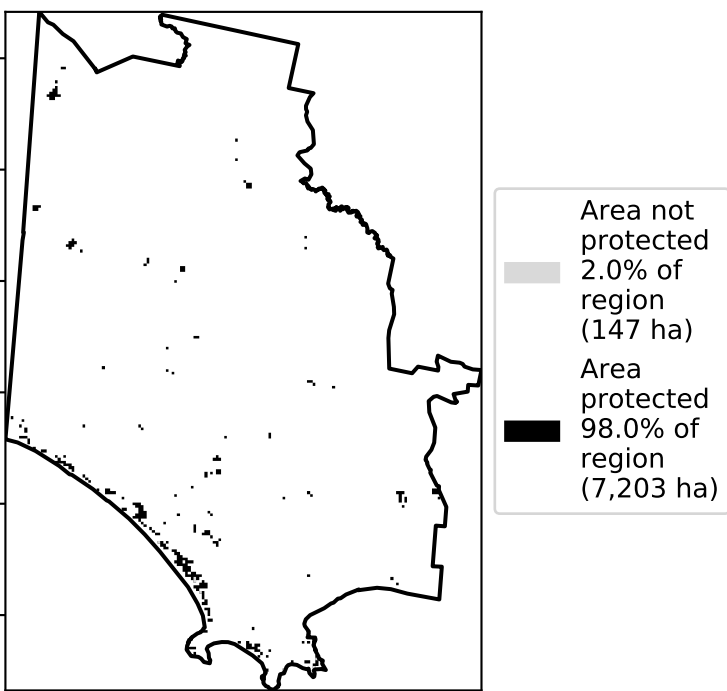 Area not
protected
2.0% of
region
(147 ha)
Area
protected
98.0% of
region
(7,203 ha)